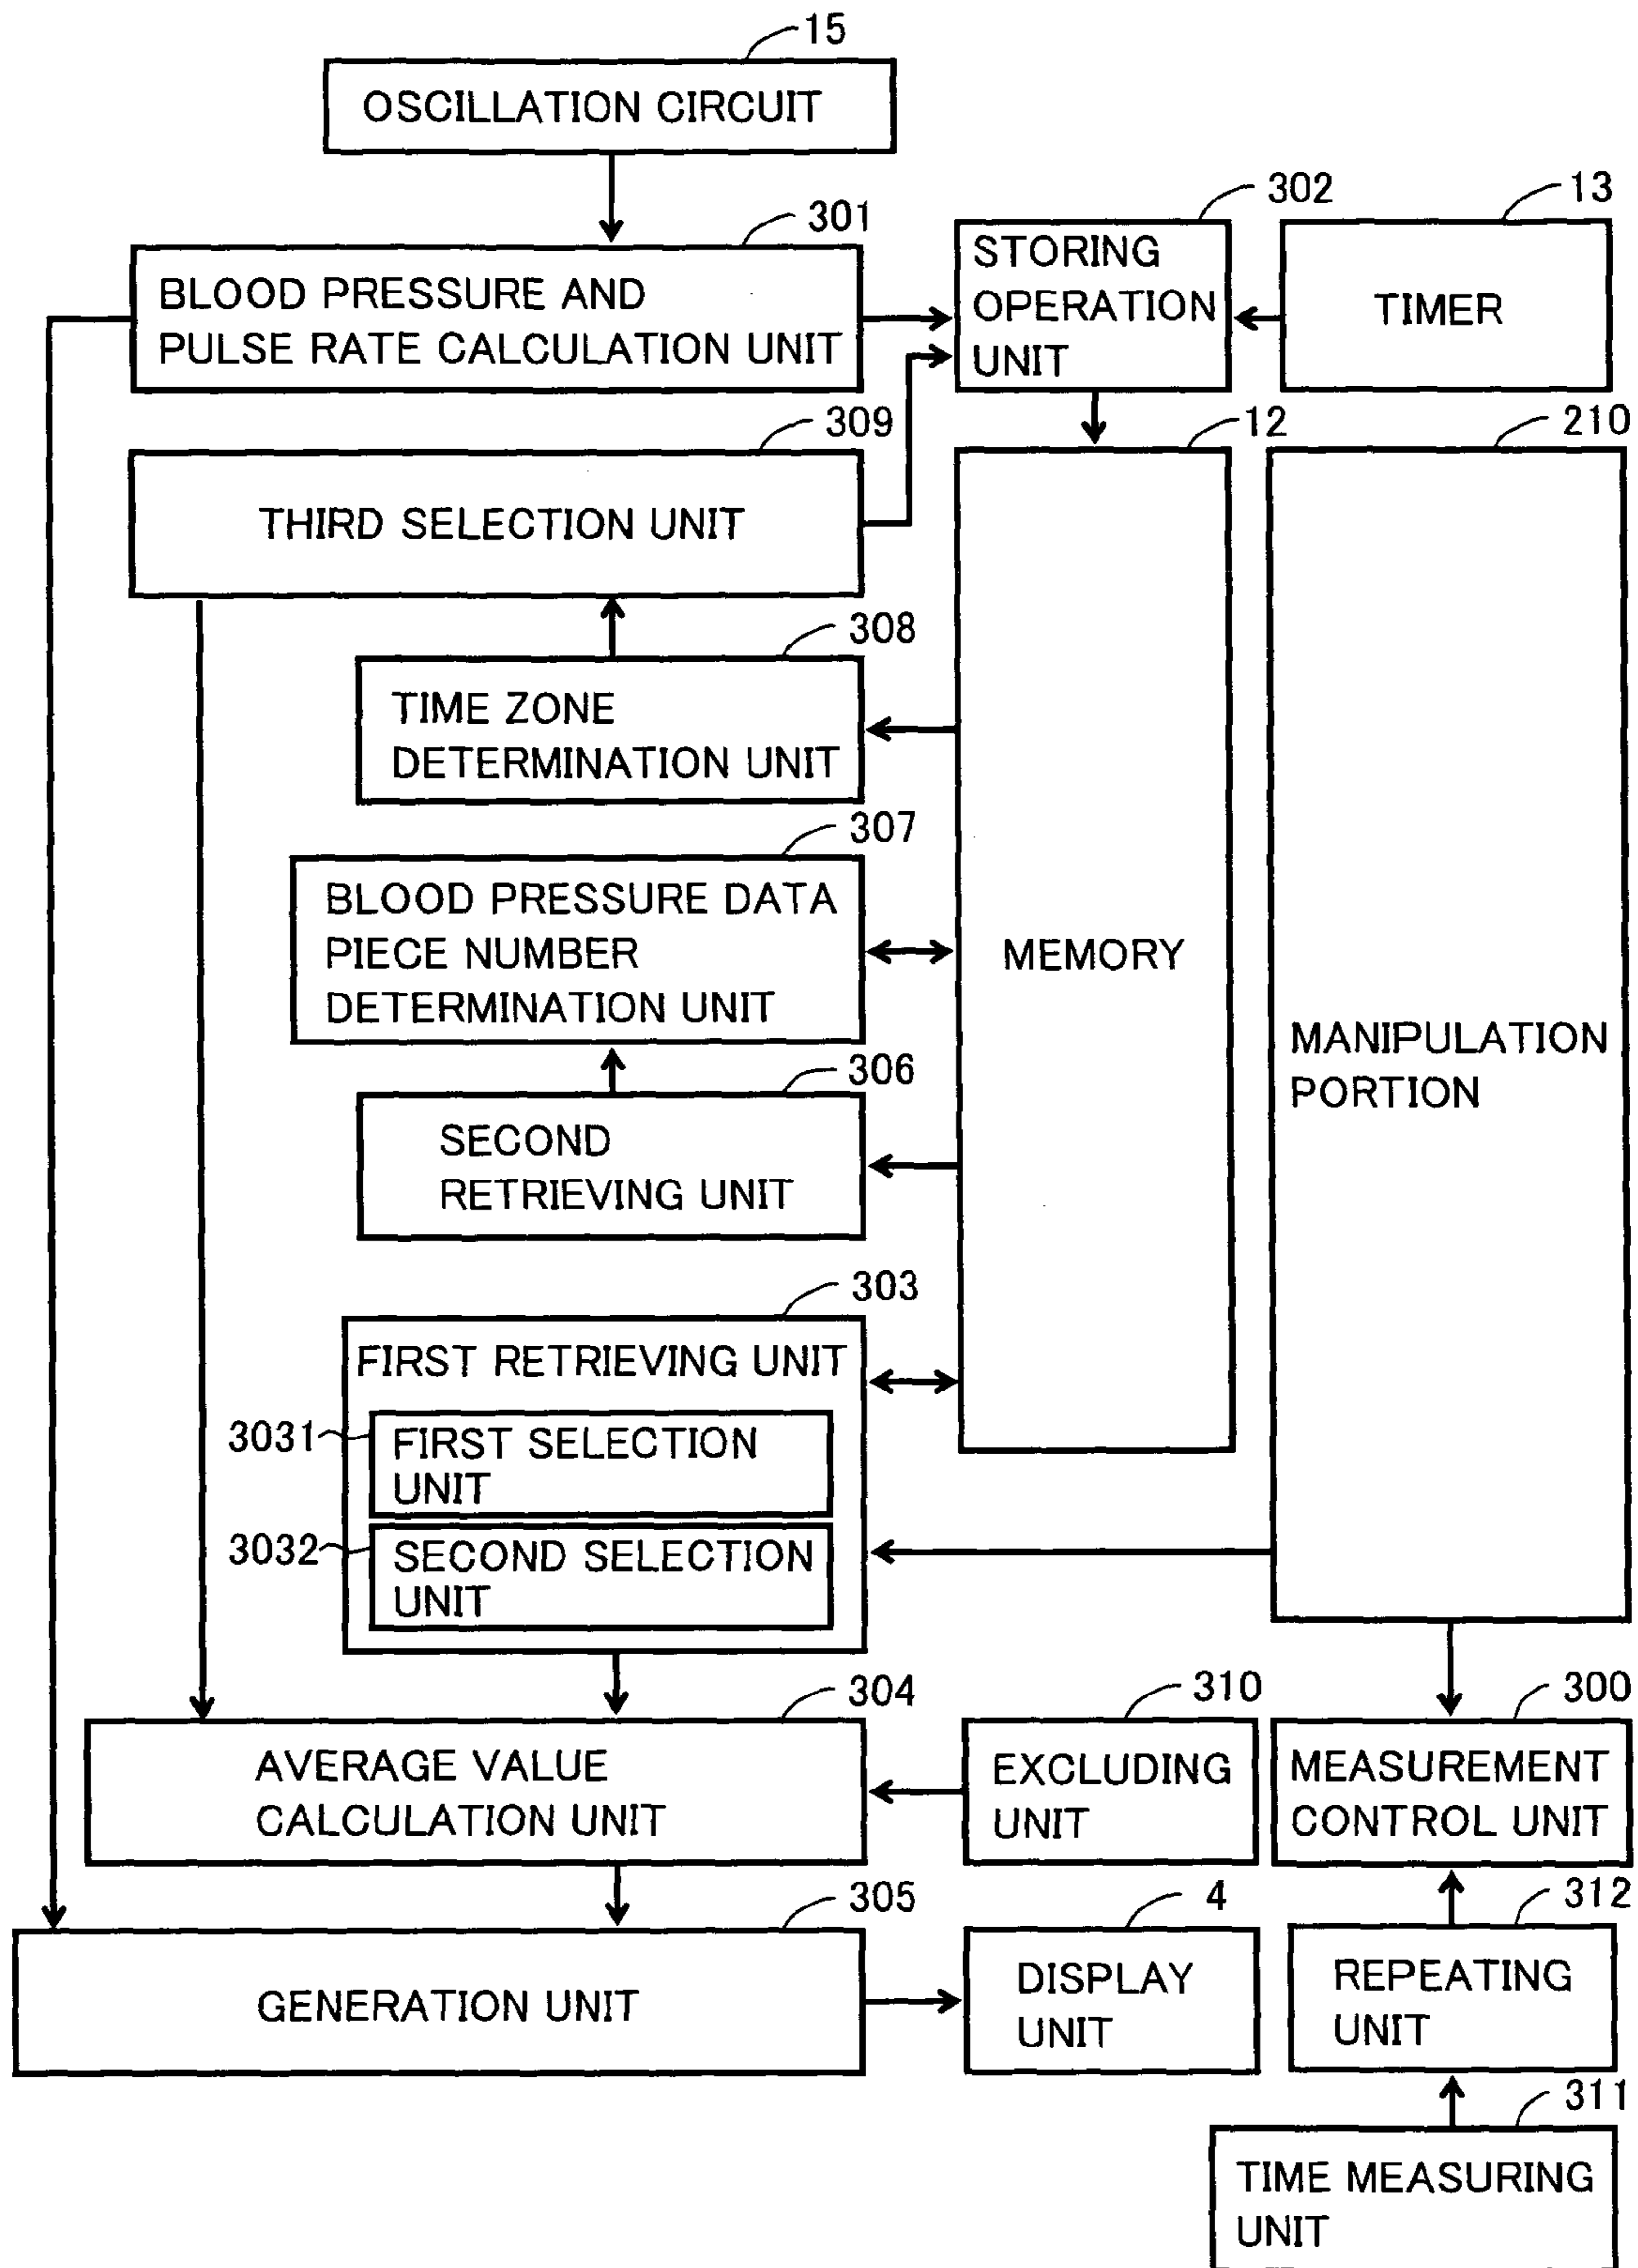 15
OSCILLATION CIRCUIT
301
BLOOD PRESSURE AND
PULSE RATE CALCULATION UNIT
302
STORING
OPERATION
UNIT
13
TIMER
309
THIRD SELECTION UNIT
12
MEMORY
210
MANIPULATION
PORTION
308
TIME ZONE
DETERMINATION UNIT
307
BLOOD PRESSURE DATA
PIECE NUMBER
DETERMINATION UNIT
306
SECOND
RETRIEVING UNIT
303
FIRST RETRIEVING UNIT
3031
FIRST SELECTION
UNIT
3032
SECOND SELECTION
UNIT
304
AVERAGE VALUE
CALCULATION UNIT
310
EXCLUDING
UNIT
300
MEASUREMENT
CONTROL UNIT
305
GENERATION UNIT
4
DISPLAY
UNIT
312
REPEATING
UNIT
311
TIME MEASURING
UNIT